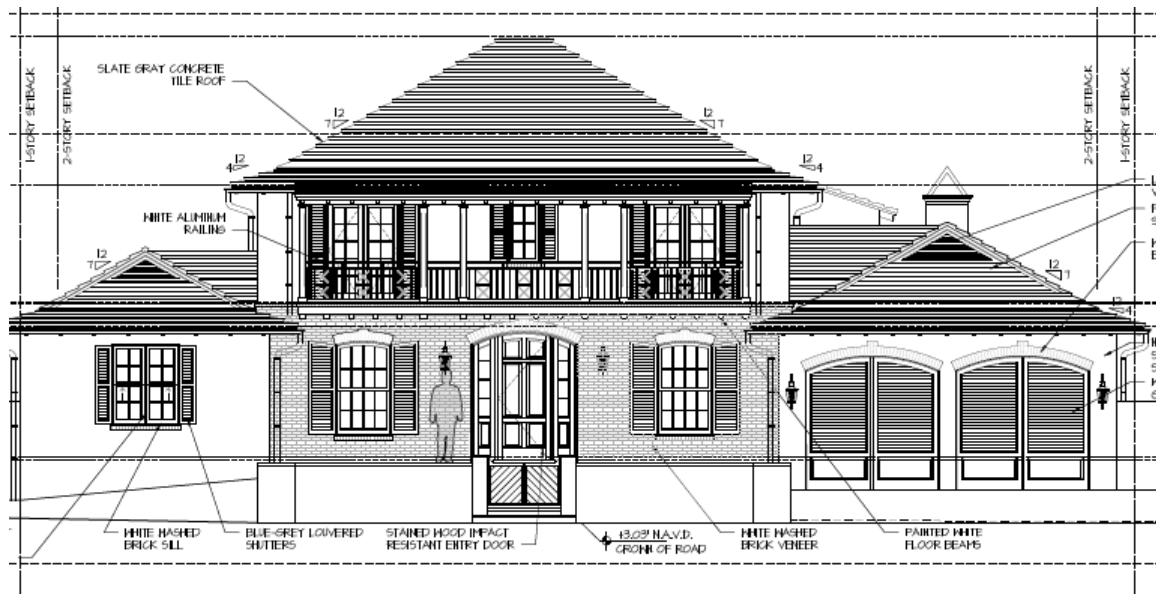 1-STORY SETBACK
2-STORY SETBACK
SLATE GRAY CONCRETE
TILE ROOF
12
7
12
7
2-STORY SETBACK
1-STORY SETBACK
12
4
12
4
WHITE ALUMINUM
RAILING
12
7
12
7
12
4
WHITE WASHED
BRICK SILL
BLUE-GREY LOUVERED
SHUTTERS
STAINED WOOD IMPACT
RESISTANT ENTRY DOOR
+3.03' N.A.V.D.
CROWN OF ROAD
WHITE WASHED
BRICK VENEER
PAINTED WHITE
FLOOR BEAMS